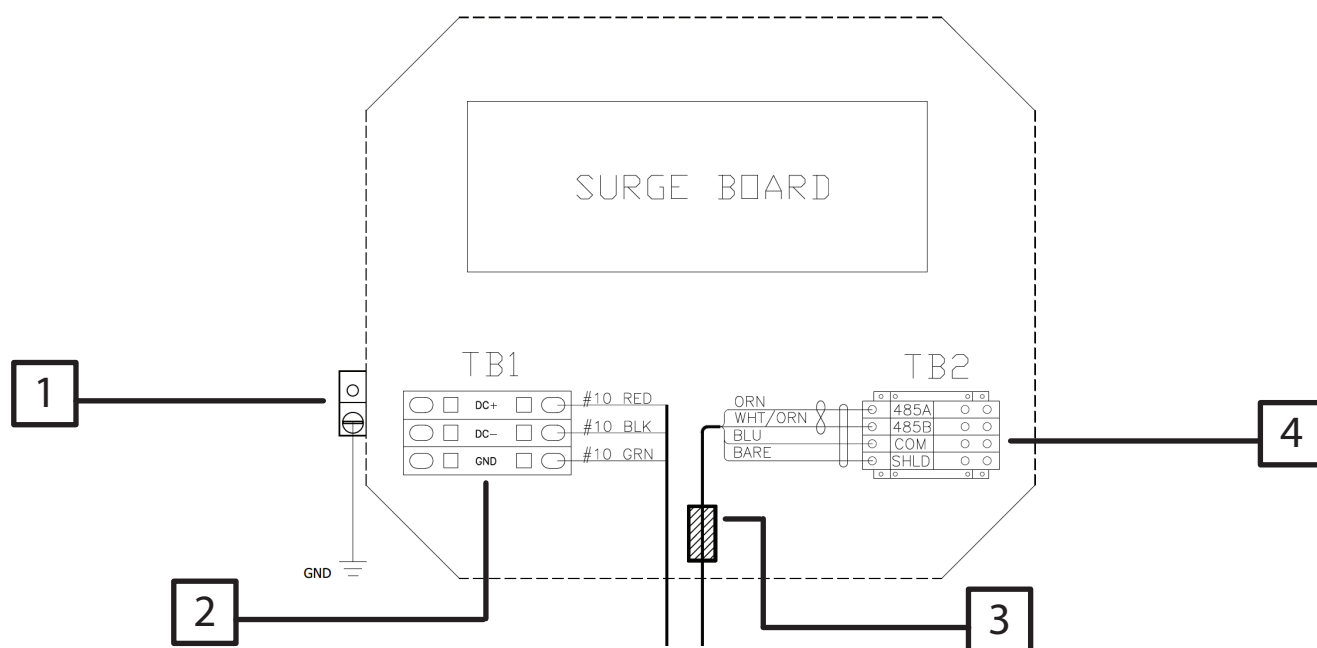 SURGE BOARD
1
TB1
TB2
DC+
#10 RED
DC−
#10 BLK
GND
#10 GRN
ORN
WHT/ORN
BLU
BARE
485A
485B
COM
SHLD
4
GND
2
3